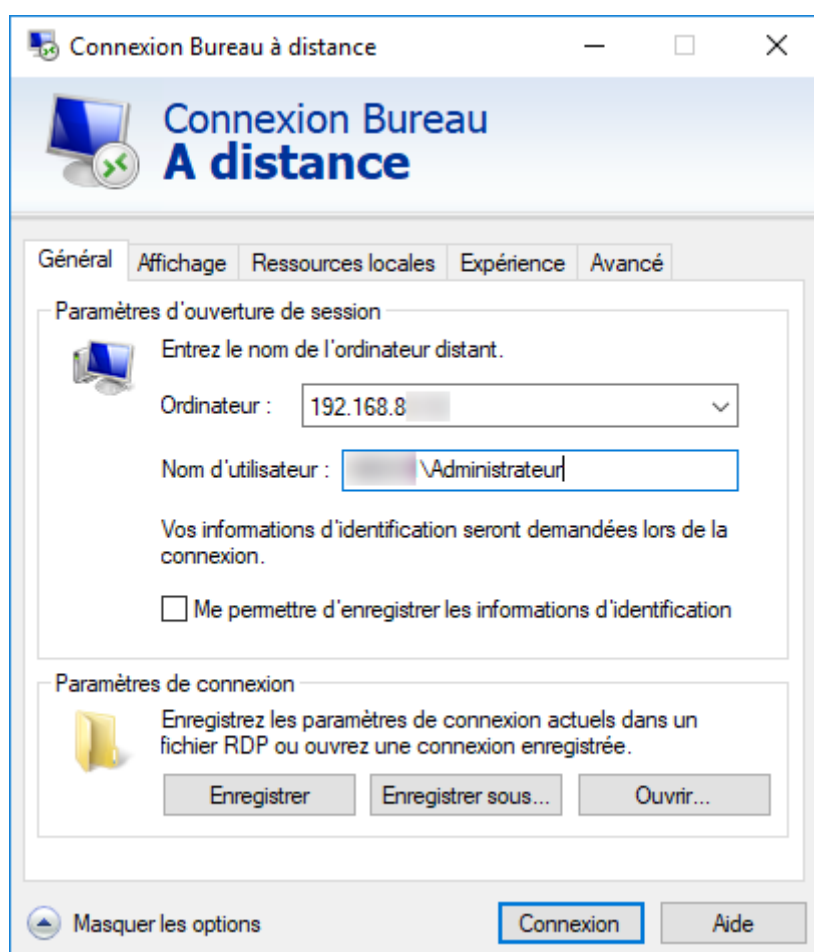 Connexion Bureau à distance
Connexion Bureau
A distance
Général Affichage Ressources locales Expérience Avancé
Paramètres d'ouverture de session
Entrez le nom de l'ordinateur distant.
Ordinateur : 192.168.8
Nom d'utilisateur : \Administrateur
Vos informations d'identification seront demandées lors de la
connexion.
Me permettre d'enregistrer les informations d'identification
Paramètres de connexion
Enregistrez les paramètres de connexion actuels dans un
fichier RDP ou ouvrez une connexion enregistrée.
Enregistrer Enregistrer sous... Ouvrir...
Masquer les options Connexion Aide